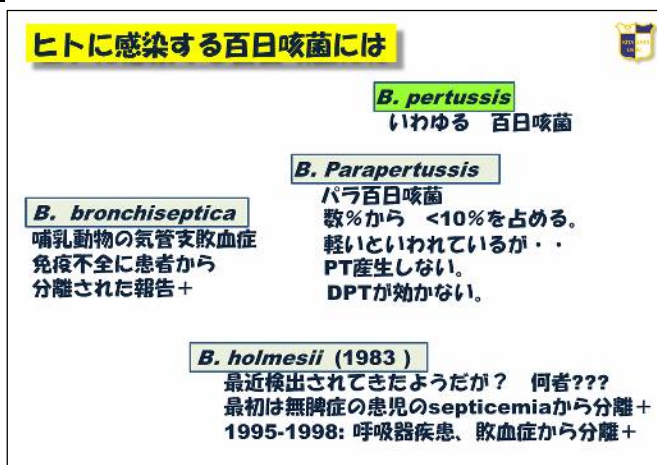 ヒトに感染する百日咳菌には
B. pertussis
いわゆる 百日咳菌
B. Parapertussis
パラ百日咳菌
数%から <10%を占める。
軽いといわれているが・・
PT産生しない。
DPTが効かない。
B. bronchiseptica
哺乳動物の気管支敗血症
免疫不全に患者から
分離された報告+
B. holmesii (1983 )
最近検出されてきたようだが? 何者???
最初は無脾症の患児のsepticemiaから分離+
1995-1998: 呼吸器疾患、敗血症から分離+